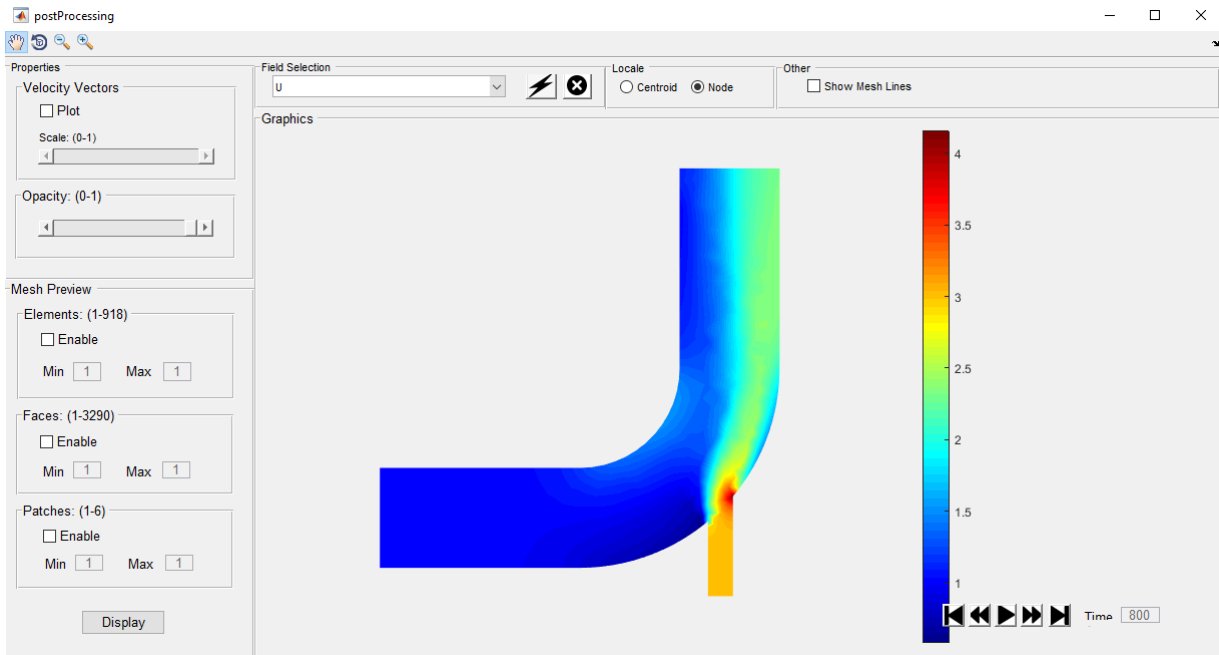 postProcessing
Properties
Velocity Vectors
Plot
Scale: (0-1)
Opacity: (0-1)
Mesh Preview
Elements: (1-918)
Enable
Min 1 Max 1
Faces: (1-3290)
Enable
Min 1 Max 1
Patches: (1-6)
Enable
Min 1 Max 1
Display
Field Selection
U
Locale
Centroid Node
Other
Show Mesh Lines
Graphics
4
3.5
3
2.5
2
1.5
1
Time 800